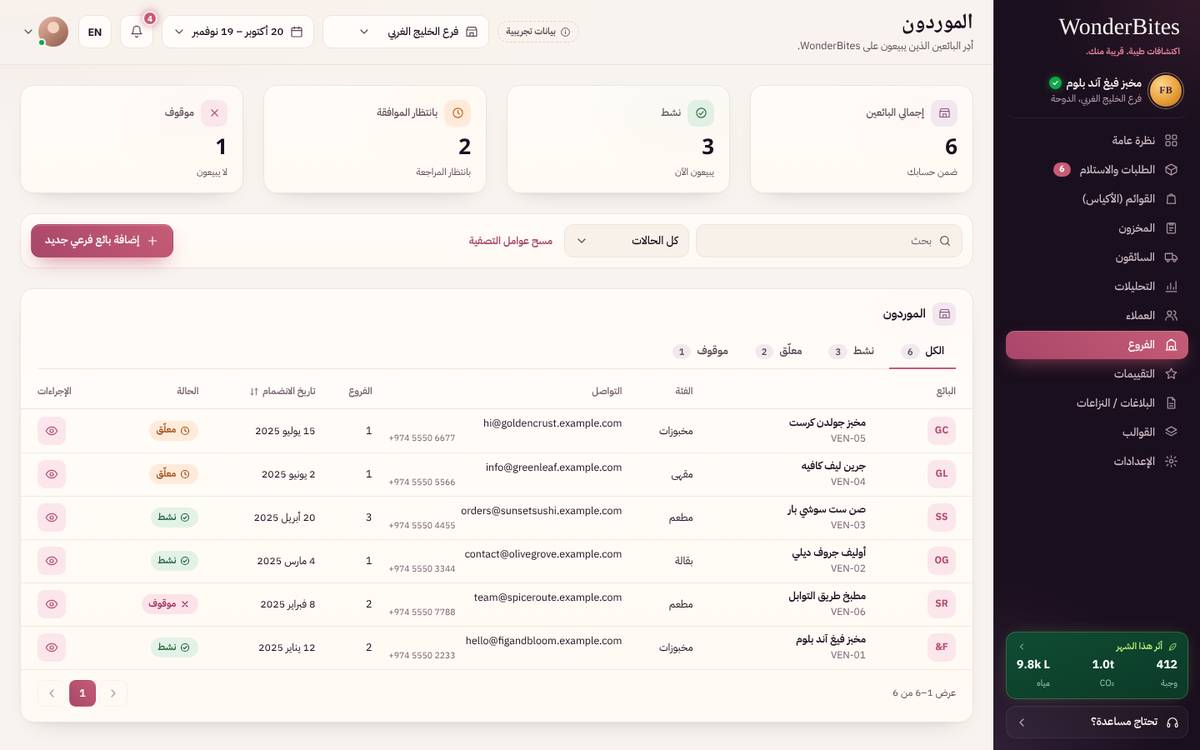 WonderBites
اكتشافات طيبة. قريبة منك.
FB
مخبز فيغ آند بلوم
فرع الخليج الغربي، الدوحة
نظرة عامة
الطلبات والاستلام 6
القوائم (الأكياس)
المخزون
السائقون
التحليلات
العملاء
الفروع
التقييمات
البلاغات / النزاعات
القوالب
الإعدادات
أثر هذا الشهر
412 1.0t 9.8k L
وجبة CO₂ مياه
تحتاج مساعدة؟
الموردون
أدِر البائعين الذين يبيعون على WonderBites.
بيانات تجريبية
فرع الخليج الغربي
20 أكتوبر – 19 نوفمبر
4
EN
إجمالي البائعين
6
ضمن حسابك
نشط
3
يبيعون الآن
بانتظار الموافقة
2
بانتظار المراجعة
موقوف
1
لا يبيعون
بحث
كل الحالات
مسح عوامل التصفية
إضافة بائع فرعي جديد
الموردون
الكل 6 نشط 3 معلّق 2 موقوف 1
البائع الفئة التواصل الفروع تاريخ الانضمام الحالة الإجراءات
GC مخبز جولدن كرست VEN-05 مخبوزات hi@goldencrust.example.com +974 5550 6677 1 15 يوليو 2025 معلّق
GL جرين ليف كافيه VEN-04 مقهى info@greenleaf.example.com +974 5550 5566 1 2 يونيو 2025 معلّق
SS صن ست سوشي بار VEN-03 مطعم orders@sunsetsushi.example.com +974 5550 4455 3 20 أبريل 2025 نشط
OG أوليف جروف ديلي VEN-02 بقالة contact@olivegrove.example.com +974 5550 3344 1 4 مارس 2025 نشط
SR مطبخ طريق التوابل VEN-06 مطعم team@spiceroute.example.com +974 5550 7788 2 8 فبراير 2025 موقوف
F& مخبز فيغ آند بلوم VEN-01 مخبوزات hello@figandbloom.example.com +974 5550 2233 2 12 يناير 2025 نشط
عرض 1–6 من 6
1